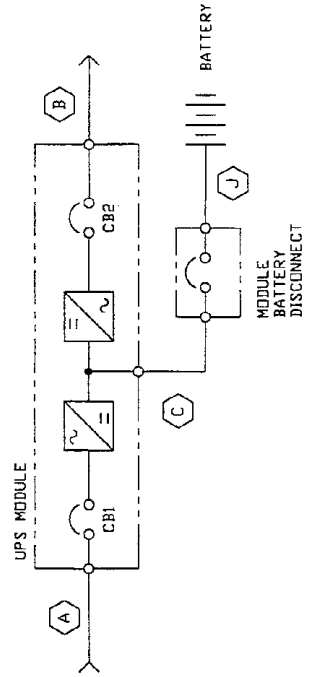 UPS MODULE
A
CB1
CB2
B
C
MODULE
BATTERY
DISCONNECT
J
BATTERY